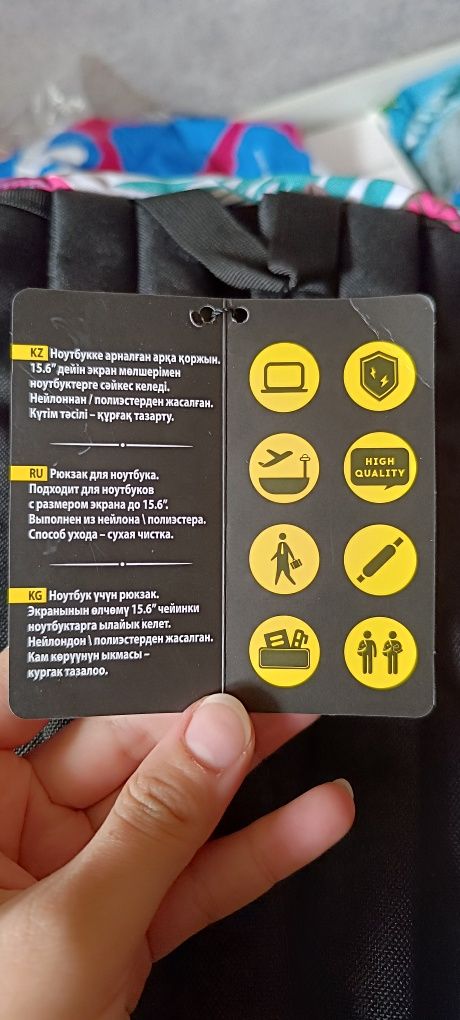 KZ Ноутбукке арналған арқа қоржын.
15.6” дейін экран мөлшерімен
ноутбуктерге сәйкес келеді.
Нейлоннан / полиэстерден жасалған.
Күтім тәсілі – құрғақ тазарту.
RU Рюкзак для ноутбука.
Подходит для ноутбуков
с размером экрана до 15.6”.
Выполнен из нейлона \ полиэстера.
Способ ухода – сухая чистка.
KG Ноутбук үчүн рюкзак.
Экранынын өлчөмү 15.6” чейинки
ноутбуктарга ылайык келет.
Нейлондон \ полиэстерден жасалган.
Кам көрүүнүн ыкмасы –
кургак тазалоо.
HIGH
QUALITY